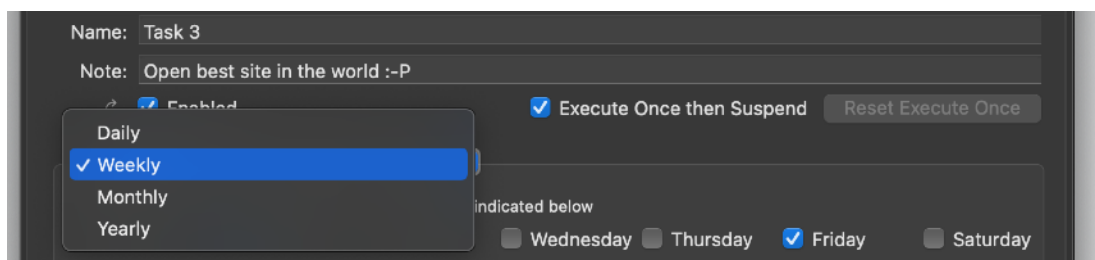 Name: Task 3
Note: Open best site in the world :-P
Enabled Execute Once then Suspend Reset Execute Once
Daily
Weekly
Monthly
indicated below
Yearly
Wednesday Thursday Friday Saturday